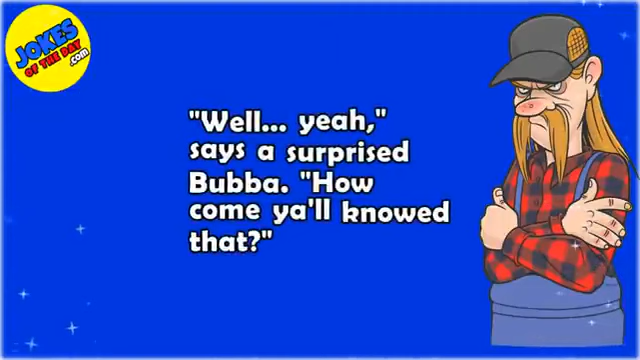 JOKES
OF THE DAY
.com
"Well... yeah,"
says a surprised
Bubba. "How
come ya'll knowed
that?"